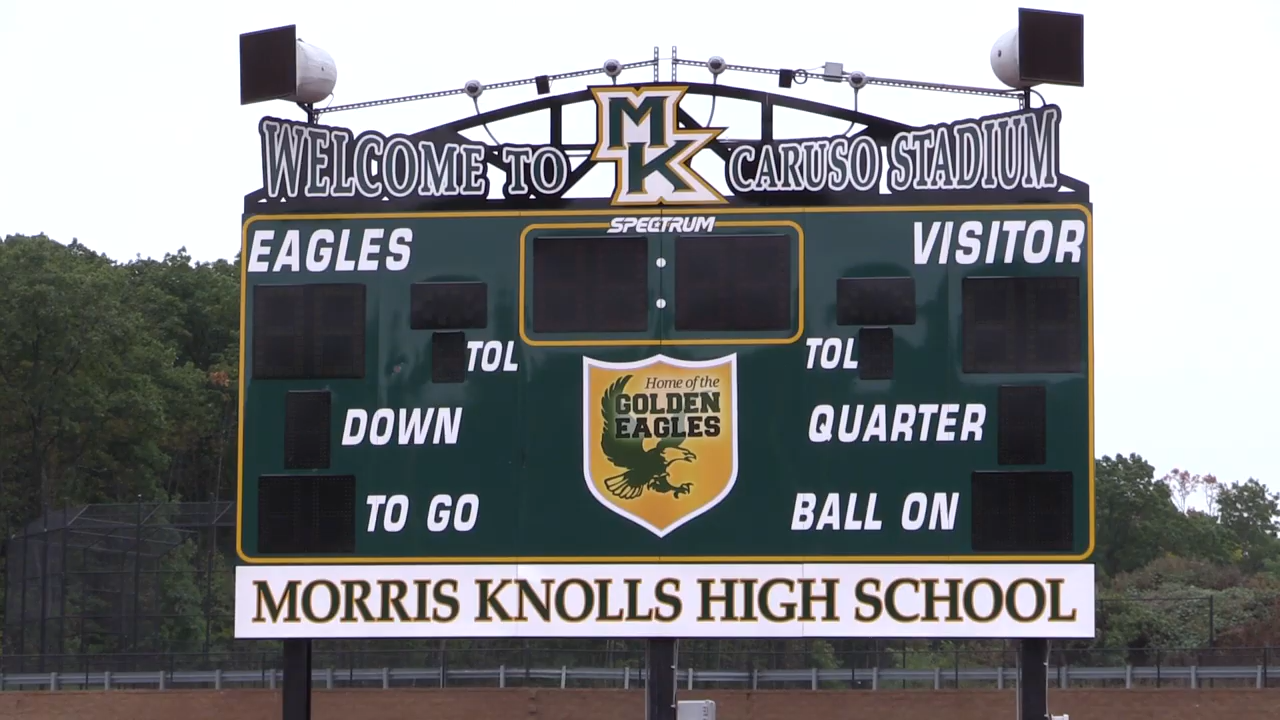 WELCOME TO MK CARUSO STADIUM
SPECTRUM
EAGLES VISITOR
TOL TOL
Home of the
GOLDEN
EAGLES
DOWN QUARTER
TO GO BALL ON
MORRIS KNOLLS HIGH SCHOOL